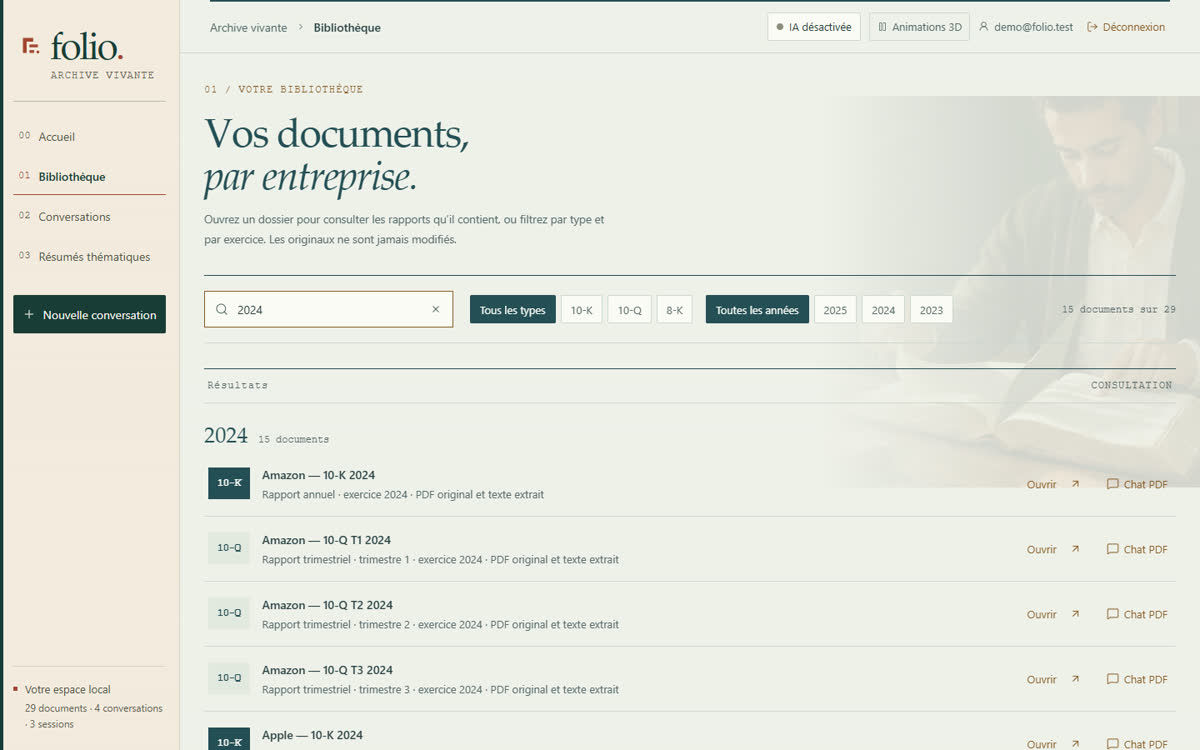 folio.
ARCHIVE VIVANTE
00 Accueil
01 Bibliothèque
02 Conversations
03 Résumés thématiques
+ Nouvelle conversation
Votre espace local
29 documents · 4 conversations
· 3 sessions
Archive vivante > Bibliothèque
IA désactivée
Animations 3D
demo@folio.test
Déconnexion
01 / VOTRE BIBLIOTHÈQUE
Vos documents,
par entreprise.
Ouvrez un dossier pour consulter les rapports qu'il contient, ou filtrez par type et
par exercice. Les originaux ne sont jamais modifiés.
2024 ×
Tous les types 10-K 10-Q 8-K Toutes les années 2025 2024 2023
15 documents sur 29
Résultats CONSULTATION
2024 15 documents
10-K Amazon — 10-K 2024
Rapport annuel · exercice 2024 · PDF original et texte extrait
Ouvrir ↗ Chat PDF
10-Q Amazon — 10-Q T1 2024
Rapport trimestriel · trimestre 1 · exercice 2024 · PDF original et texte extrait
Ouvrir ↗ Chat PDF
10-Q Amazon — 10-Q T2 2024
Rapport trimestriel · trimestre 2 · exercice 2024 · PDF original et texte extrait
Ouvrir ↗ Chat PDF
10-Q Amazon — 10-Q T3 2024
Rapport trimestriel · trimestre 3 · exercice 2024 · PDF original et texte extrait
Ouvrir ↗ Chat PDF
10-K Apple — 10-K 2024
Ouvrir ↗ Chat PDF